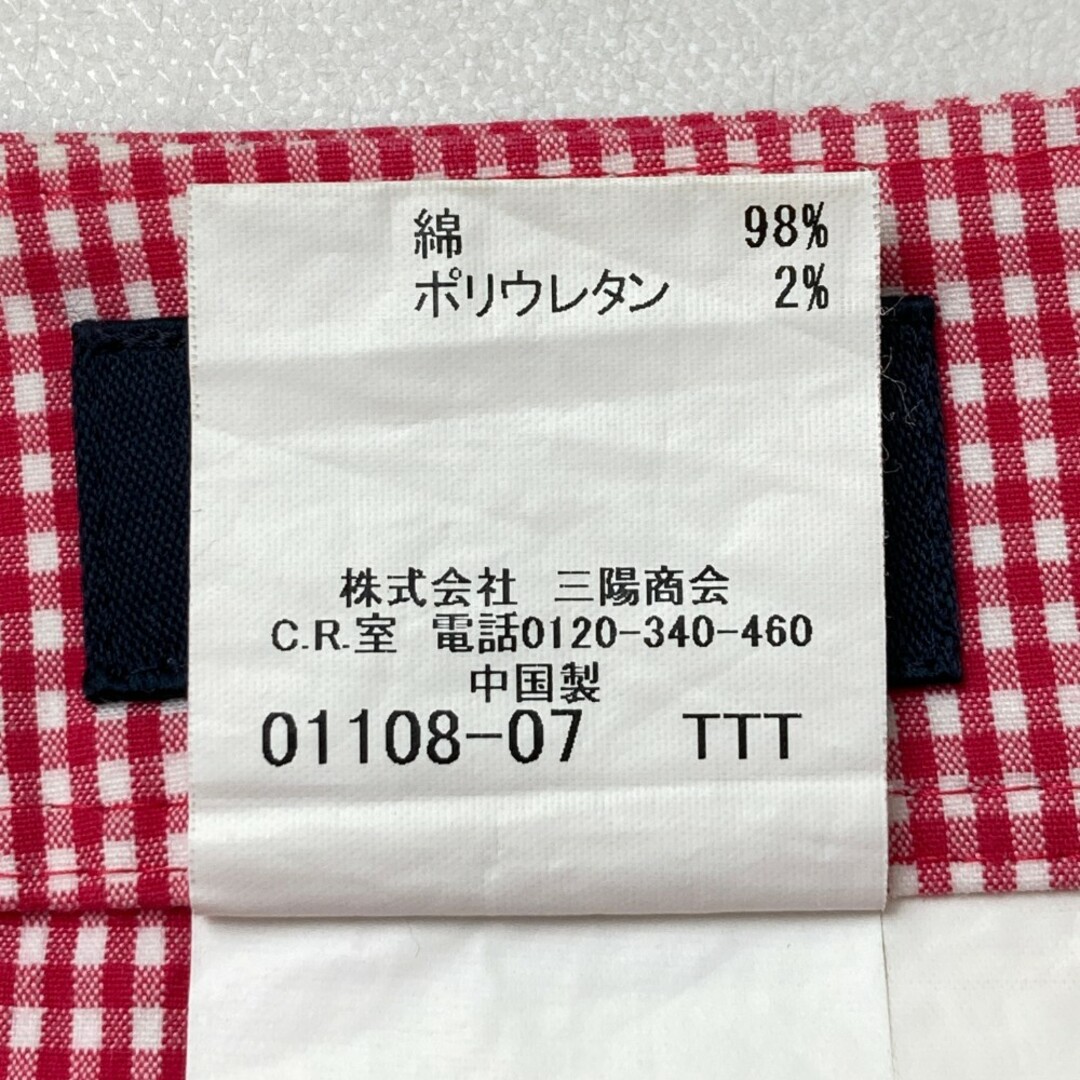 綿 98%
ポリウレタン 2%
株式会社 三陽商会
C.R.室 電話0120-340-460
中国製
01108-07 TTT